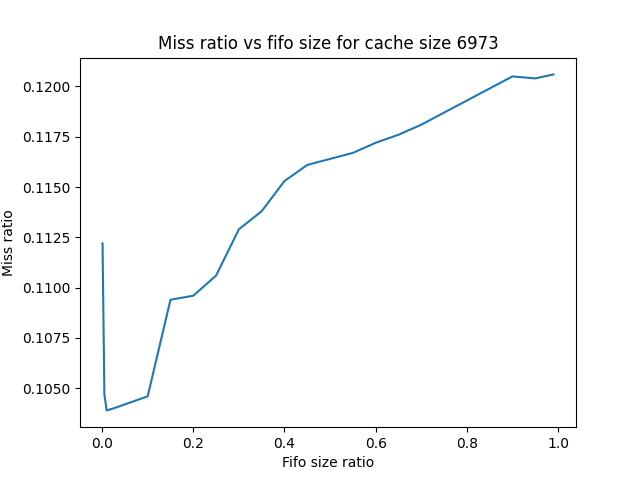 Miss ratio vs fifo size for cache size 6973
0.1200
0.1175
0.1150
0.1125
0.1100
0.1075
0.1050
Miss ratio
0.0 0.2 0.4 0.6 0.8 1.0
Fifo size ratio